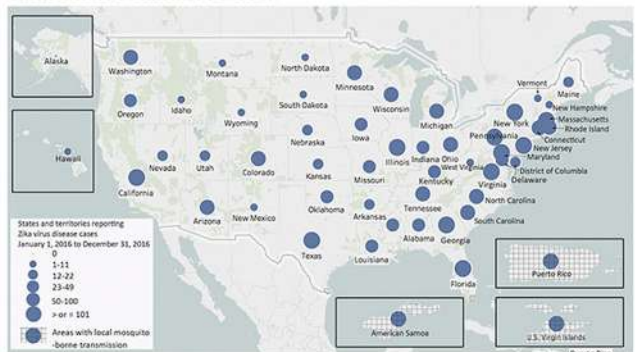 Alaska
Washington
Montana
North Dakota
Minnesota
Vermont
Maine
Oregon
Idaho
South Dakota
Wisconsin
New Hampshire
Wyoming
Michigan
New York
Massachusetts
Rhode Island
Hawaii
Nebraska
Iowa
Pennsylvania
Connecticut
New Jersey
Nevada
Utah
Colorado
Illinois
Indiana
Ohio
Maryland
California
Kansas
Missouri
West Virginia
District of Columbia
Kentucky
Virginia
Delaware
Arizona
New Mexico
Oklahoma
Arkansas
Tennessee
North Carolina
South Carolina
Texas
Louisiana
Alabama
Georgia
Florida
States and territories reporting
Zika virus disease cases
January 1, 2016 to December 31, 2016
0
1-11
12-22
23-49
50-100
> or = 101
Areas with local mosquito
-borne transmission
Puerto Rico
American Samoa
U.S. Virgin Islands